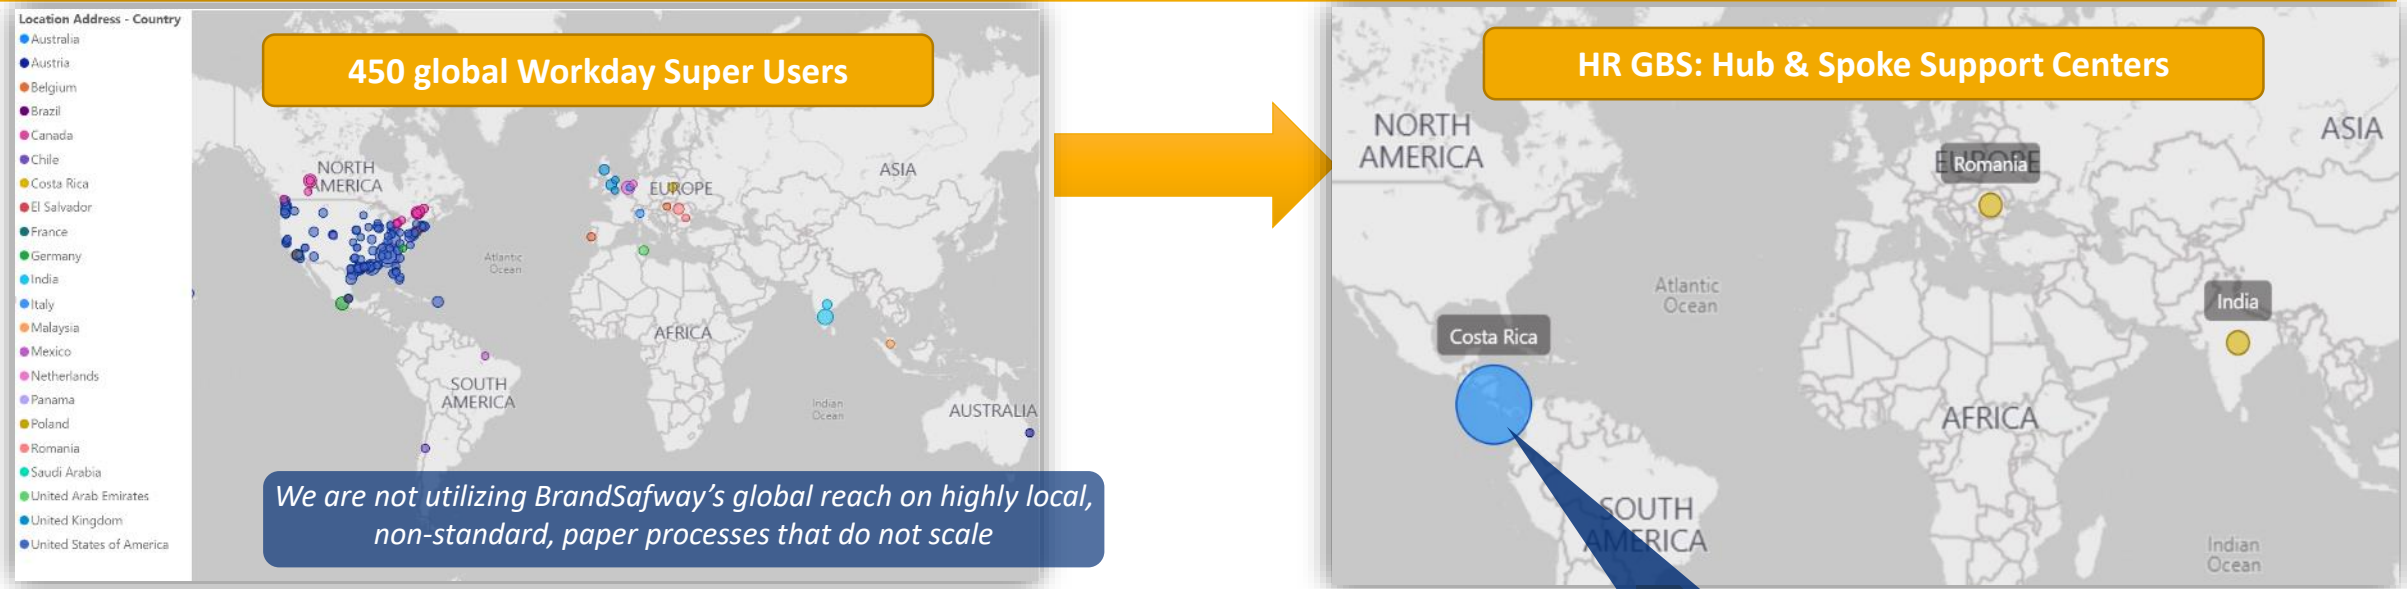 Location Address - Country
Australia
Austria
Belgium
Brazil
Canada
Chile
Costa Rica
El Salvador
France
Germany
India
Italy
Malaysia
Mexico
Netherlands
Panama
Poland
Romania
Saudi Arabia
United Arab Emirates
United Kingdom
United States of America
450 global Workday Super Users
NORTH
AMERICA
EUROPE
ASIA
Atlantic
Ocean
AFRICA
SOUTH
AMERICA
Indian
Ocean
AUSTRALIA
We are not utilizing BrandSafway’s global reach on highly local,
non-standard, paper processes that do not scale
HR GBS: Hub & Spoke Support Centers
NORTH
AMERICA
EUROPE
ASIA
Romania
Atlantic
Ocean
India
Costa Rica
AFRICA
SOUTH
AMERICA
Indian
Ocean